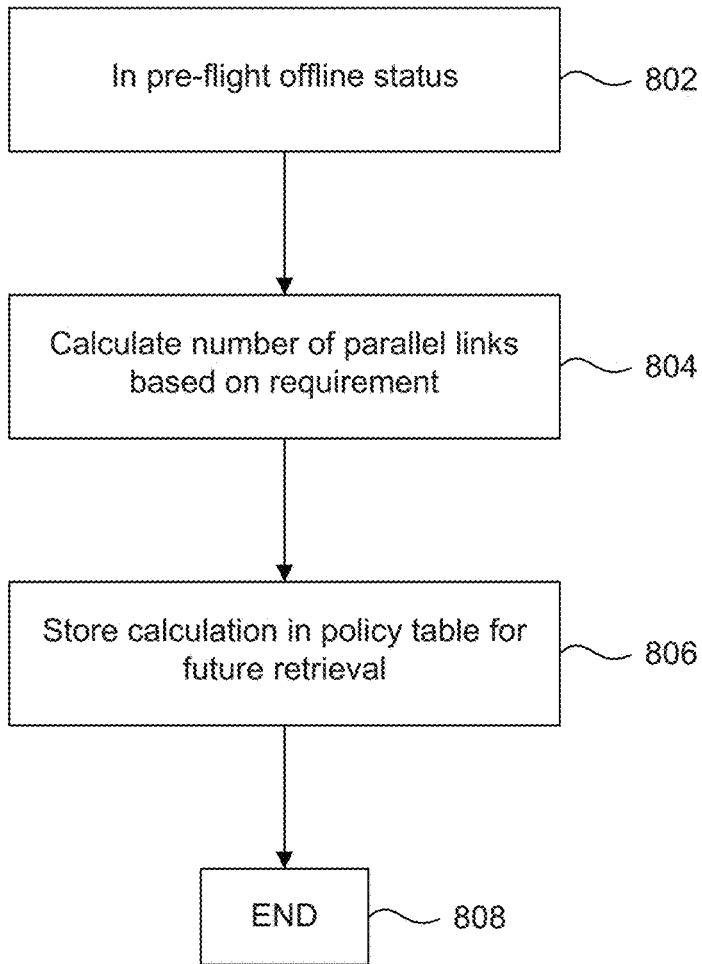 In pre-flight offline status
802
Calculate number of parallel links
based on requirement
804
Store calculation in policy table for
future retrieval
806
END
808